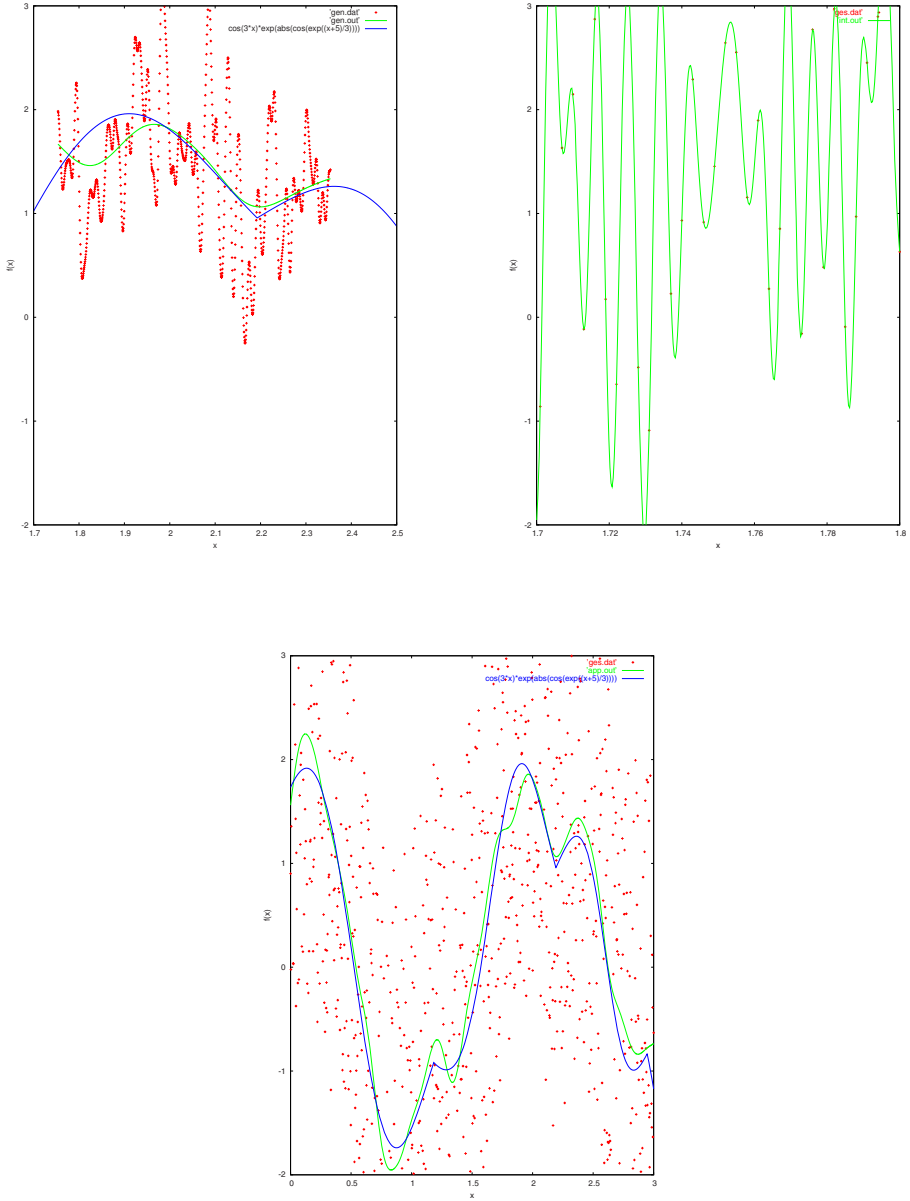 3
'gen.dat'
'gen.out'
cos(3*x)*exp(abs(cos(exp((x+5)/3))))
2
1
f(x)
0
-1
-2
1.7 1.8 1.9 2 2.1 2.2 2.3 2.4 2.5
x
3
'ges.dat'
'int.out'
2
1
f(x)
0
-1
-2
1.7 1.72 1.74 1.76 1.78 1.8
x
3
'ges.dat'
'app.out'
cos(3*x)*exp(abs(cos(exp((x+5)/3))))
2
1
f(x)
0
-1
-2
0 0.5 1 1.5 2 2.5 3
x